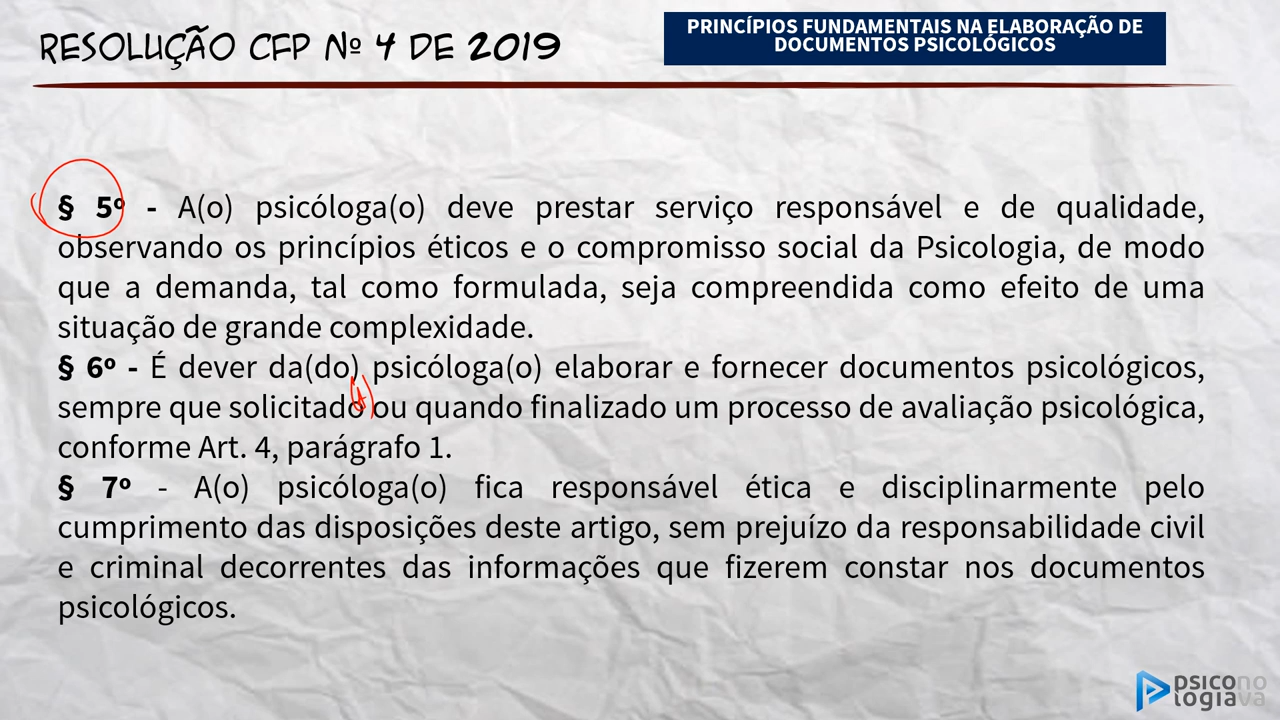 RESOLUÇÃO CFP Nº 4 DE 2019
PRINCÍPIOS FUNDAMENTAIS NA ELABORAÇÃO DE
DOCUMENTOS PSICOLÓGICOS
§ 5º - A(o) psicóloga(o) deve prestar serviço responsável e de qualidade,
observando os princípios éticos e o compromisso social da Psicologia, de modo
que a demanda, tal como formulada, seja compreendida como efeito de uma
situação de grande complexidade.
§ 6º - É dever da(do) psicóloga(o) elaborar e fornecer documentos psicológicos,
sempre que solicitado ou quando finalizado um processo de avaliação psicológica,
conforme Art. 4, parágrafo 1.
§ 7º - A(o) psicóloga(o) fica responsável ética e disciplinarmente pelo
cumprimento das disposições deste artigo, sem prejuízo da responsabilidade civil
e criminal decorrentes das informações que fizerem constar nos documentos
psicológicos.
psicono
logiava